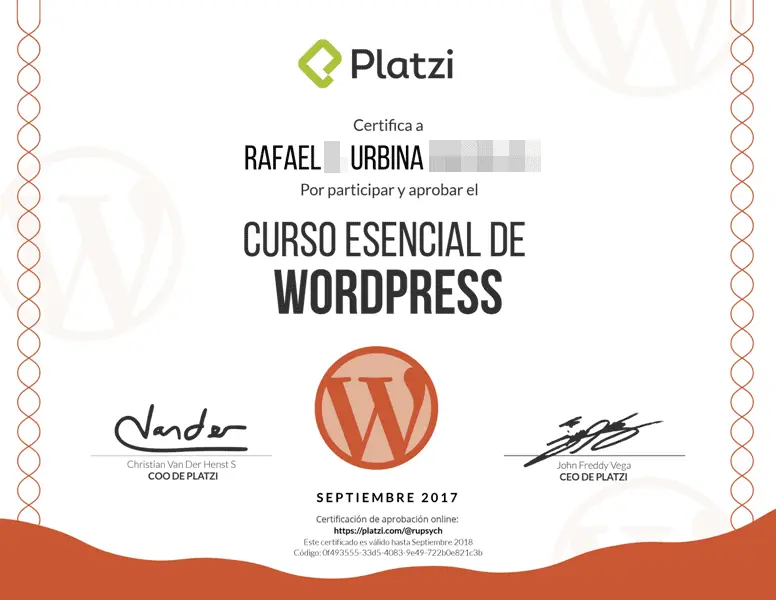 Platzi
Certifica a
RAFAEL URBINA
Por participar y aprobar el
CURSO ESENCIAL DE
WORDPRESS
Vander
Christian Van Der Henst S
COO DE PLATZI
John Freddy Vega
CEO DE PLATZI
SEPTIEMBRE 2017
Certificación de aprobación online:
https://platzi.com/@rupsych
Este certificado es válido hasta Septiembre 2018
Código: 0f493555-33d5-4083-9e49-722b0e821c3b